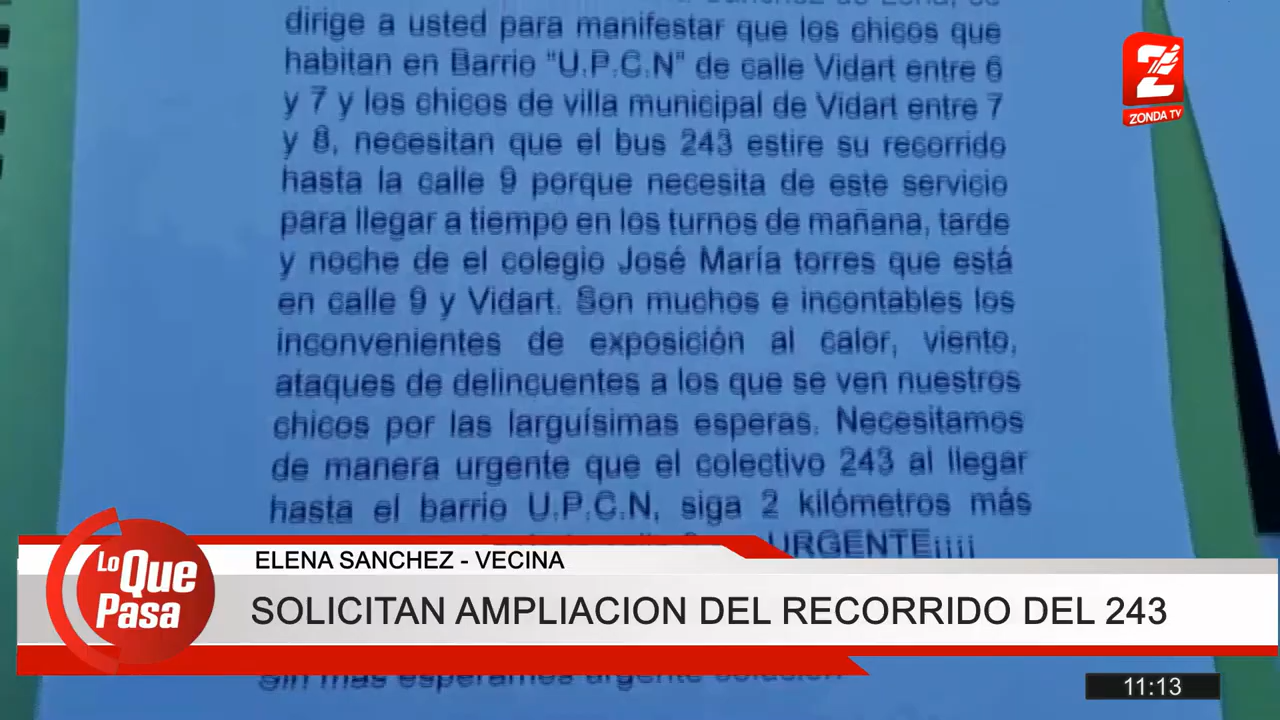 dirige a usted para manifestar que los chicos que
habitan en Barrio "U.P.C.N" de calle Vidart entre 6
y 7 y los chicos de villa municipal de Vidart entre 7
y 8, necesitan que el bus 243 estire su recorrido
hasta la calle 9 porque necesita de este servicio
para llegar a tiempo en los turnos de mañana, tarde
y noche de el colegio José María torres que está
en calle 9 y Vidart. Son muchos e incontables los
inconvenientes de exposición al calor, viento,
ataques de delincuentes a los que se ven nuestros
chicos por las larguísimas esperas. Necesitamos
de manera urgente que el colectivo 243 al llegar
hasta el barrio U.P.C.N, siga 2 kilómetros más
URGENTE¡¡¡¡
Sin más esperamos urgente solución
Z
ZONDA TV
Lo Que Pasa
ELENA SANCHEZ - VECINA
SOLICITAN AMPLIACION DEL RECORRIDO DEL 243
11:13